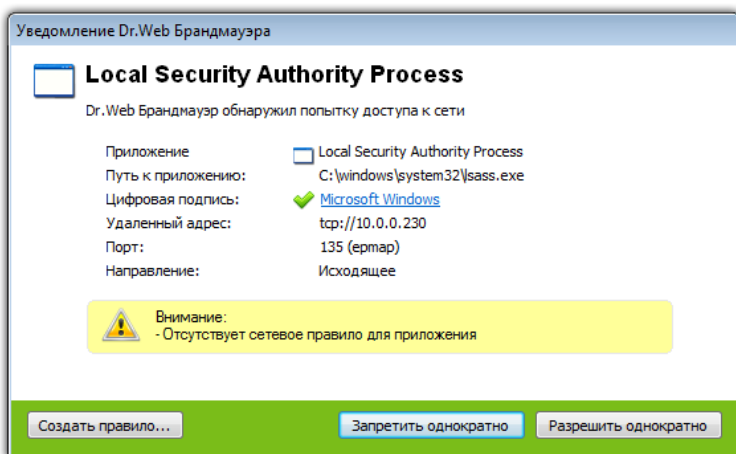 Уведомление Dr.Web Брандмауэра
Local Security Authority Process
Dr.Web Брандмауэр обнаружил попытку доступа к сети
Приложение Local Security Authority Process
Путь к приложению: C:\windows\system32\lsass.exe
Цифровая подпись: Microsoft Windows
Удаленный адрес: tcp://10.0.0.230
Порт: 135 (epmap)
Направление: Исходящее
Внимание:
- Отсутствует сетевое правило для приложения
Создать правило... Запретить однократно Разрешить однократно